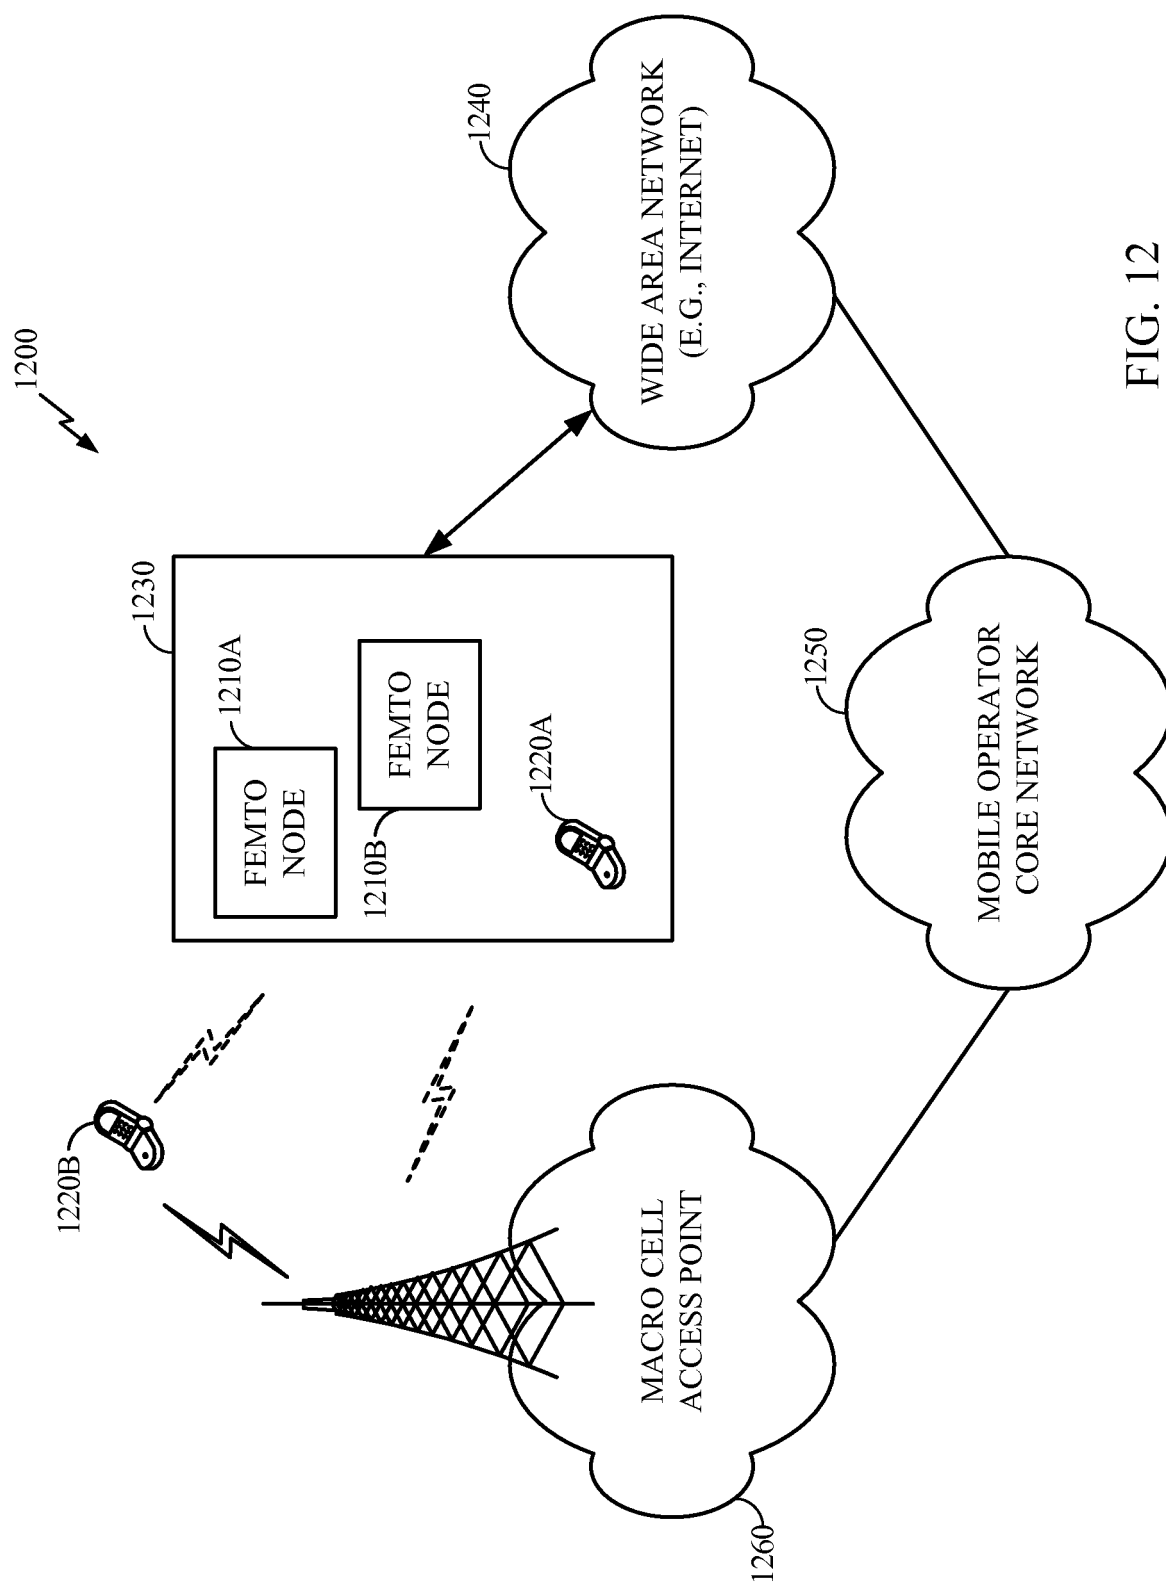 1200
1230
1210A
FEMTO
NODE
FEMTO
NODE
1210B
1220A
1220B
1240
WIDE AREA NETWORK
(E.G., INTERNET)
MACRO CELL
ACCESS POINT
1260
1250
MOBILE OPERATOR
CORE NETWORK
FIG. 12